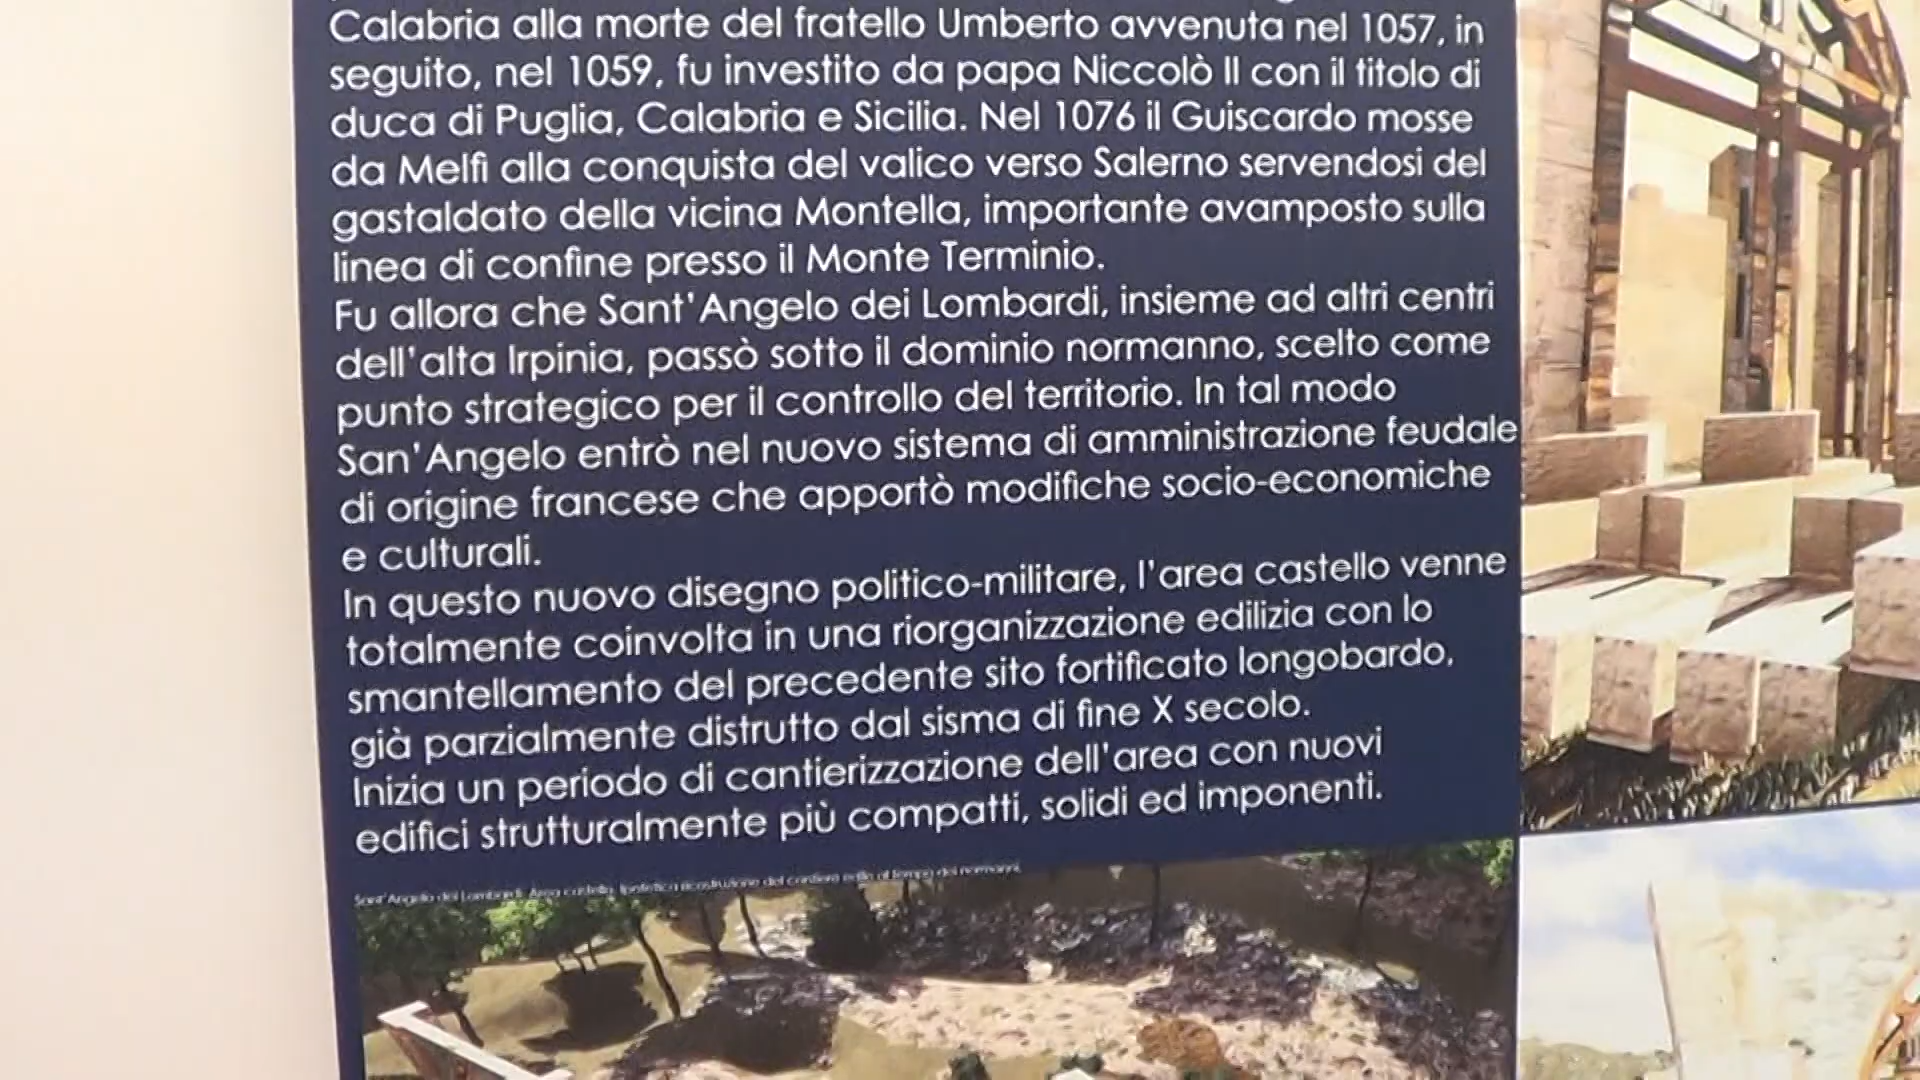 Calabria alla morte del fratello Umberto avvenuta nel 1057, in
seguito, nel 1059, fu investito da papa Niccolò II con il titolo di
duca di Puglia, Calabria e Sicilia. Nel 1076 il Guiscardo mosse
da Melfi alla conquista del valico verso Salerno servendosi del
gastaldato della vicina Montella, importante avamposto sulla
linea di confine presso il Monte Terminio.
Fu allora che Sant'Angelo dei Lombardi, insieme ad altri centri
dell'alta Irpinia, passò sotto il dominio normanno, scelto come
punto strategico per il controllo del territorio. In tal modo
San'Angelo entrò nel nuovo sistema di amministrazione feudale
di origine francese che apportò modifiche socio-economiche
e culturali.
In questo nuovo disegno politico-militare, l'area castello venne
totalmente coinvolta in una riorganizzazione edilizia con lo
smantellamento del precedente sito fortificato longobardo,
già parzialmente distrutto dal sisma di fine X secolo.
Inizia un periodo di cantierizzazione dell'area con nuovi
edifici strutturalmente più compatti, solidi ed imponenti.
Sant'Angelo dei Lombardi. Area castello. Ipotetica ricostruzione del cantiere al tempo dei normanni.